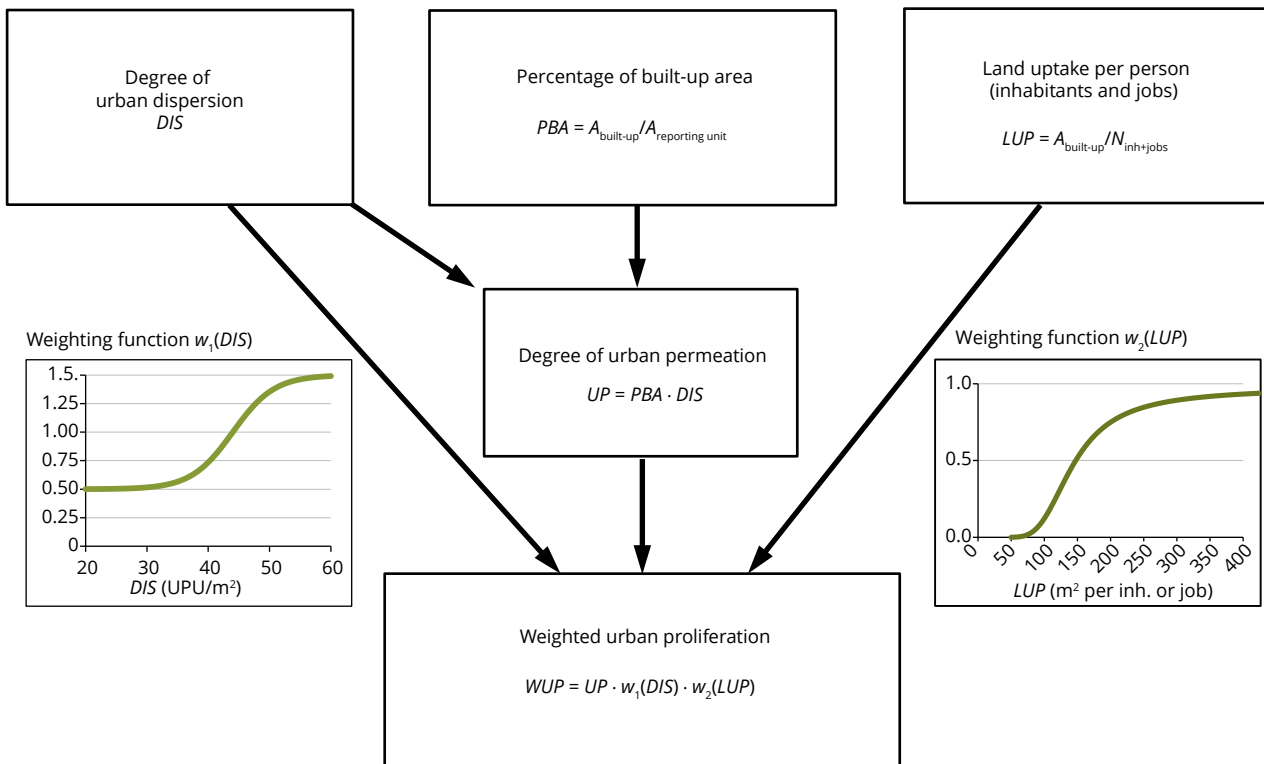 Degree of
urban dispersion
DIS
Percentage of built-up area
PBA = A built-up/A reporting unit
Land uptake per person
(inhabitants and jobs)
LUP = A built-up/N inh+jobs
Degree of urban permeation
UP = PBA · DIS
Weighting function w1(DIS)
1.5.
1.25
1.00
0.75
0.50
0.25
0
20 30 40 50 60
DIS (UPU/m²)
Weighting function w2(LUP)
1.0
0.5
0.0
0 50 100 150 200 250 300 350 400
LUP (m² per inh. or job)
Weighted urban proliferation
WUP = UP · w1(DIS) · w2(LUP)